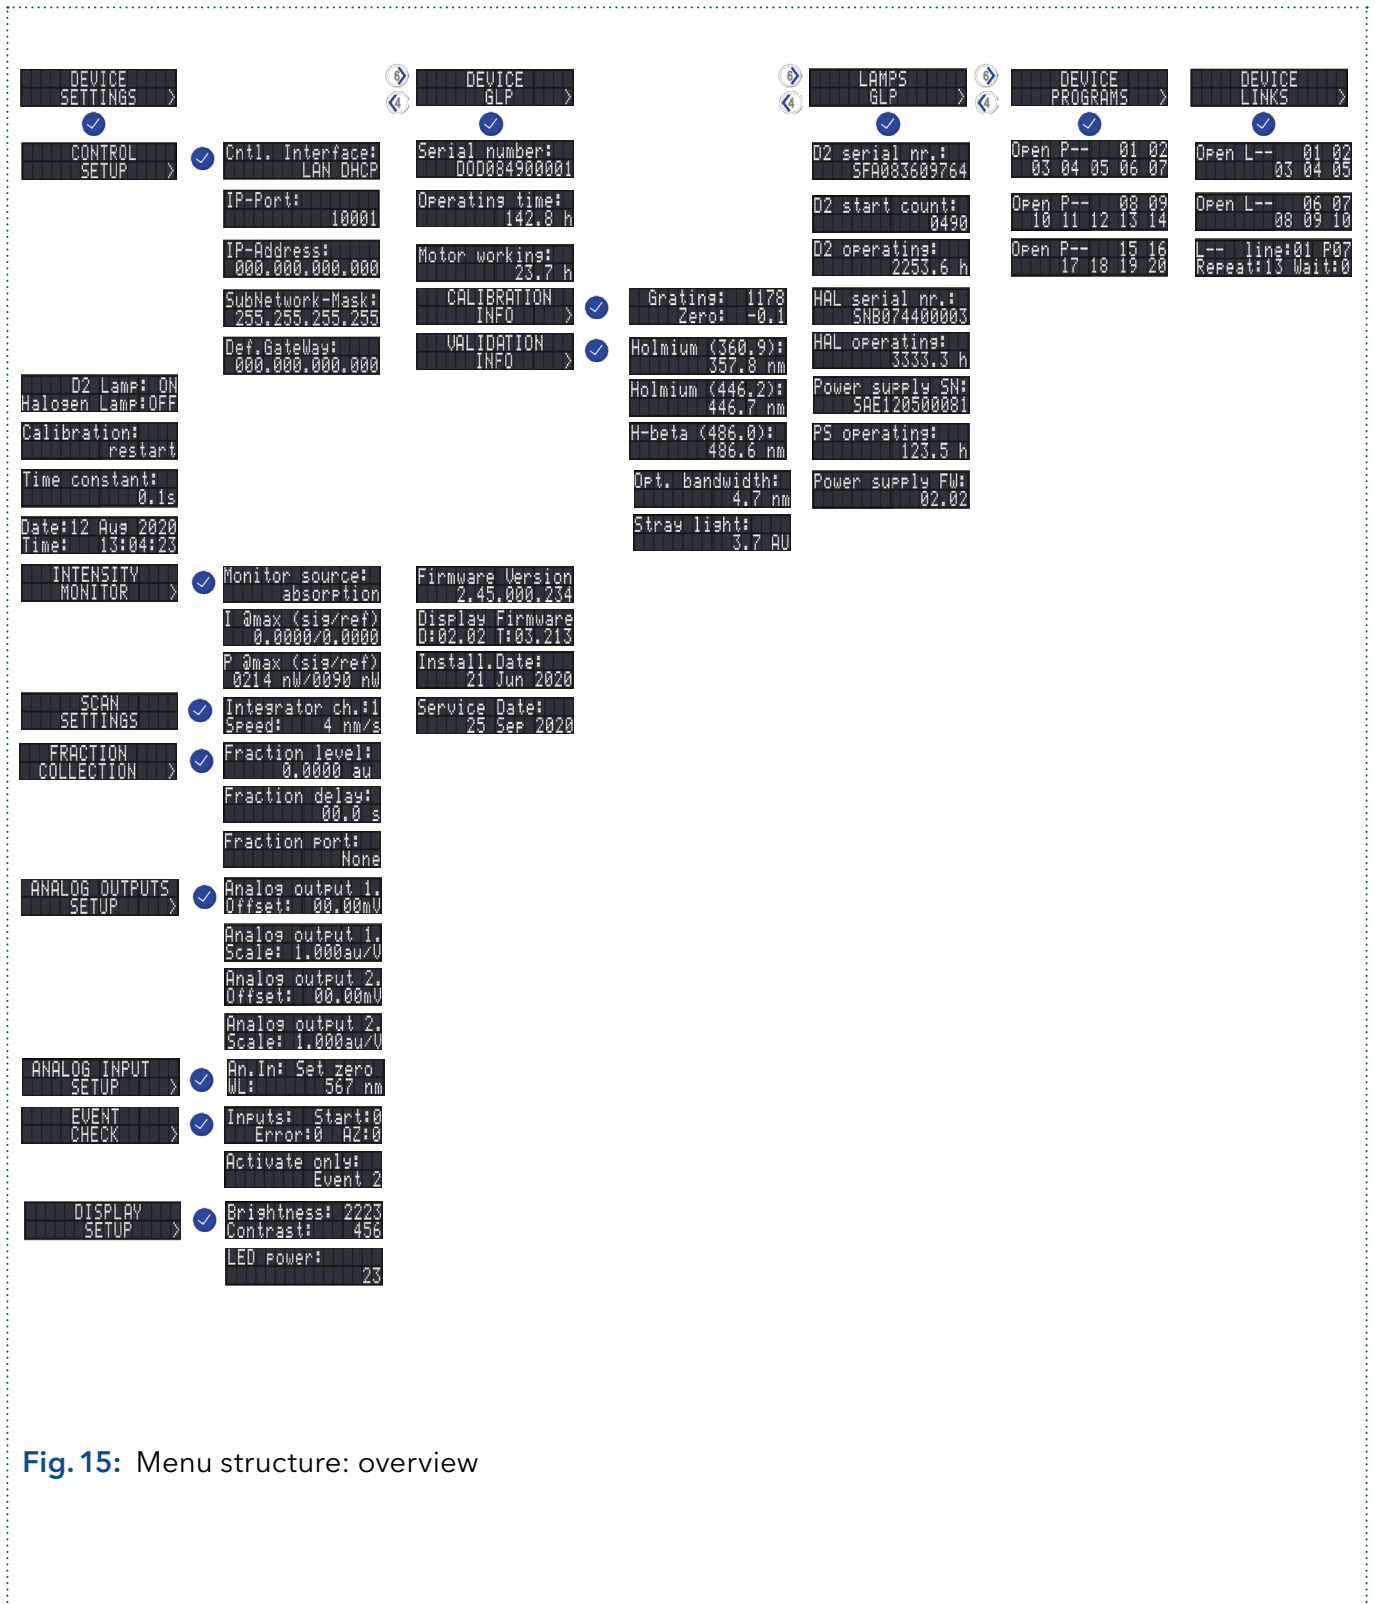 DEVICE
SETTINGS >
6
4
DEVICE
GLP >
6
4
LAMPS
GLP >
6
4
DEVICE
PROGRAMS >
DEVICE
LINKS >
CONTROL
SETUP >
Cntl. Interface:
LAN DHCP
IP-Port:
10001
IP-Address:
000.000.000.000
SubNetwork-Mask:
255.255.255.255
Def.GateWay:
000.000.000.000
D2 Lamp: ON
Halogen Lamp:OFF
Calibration:
restart
Time constant:
0.1s
Date:12 Aug 2020
Time: 13:04:23
INTENSITY
MONITOR >
Monitor source:
absorption
I @max (sig/ref)
0.0000/0.0000
P @max (sig/ref)
0214 nW/0090 nW
SCAN
SETTINGS
Integrator ch.:1
Speed: 4 nm/s
FRACTION
COLLECTION >
Fraction level:
0.0000 au
Fraction delay:
00.0 s
Fraction port:
None
ANALOG OUTPUTS
SETUP >
Analog output 1.
Offset: 00.00mV
Analog output 1.
Scale: 1.000au/V
Analog output 2.
Offset: 00.00mV
Analog output 2.
Scale: 1.000au/V
ANALOG INPUT
SETUP >
An.In: Set zero
WL: 567 nm
EVENT
CHECK >
Inputs: Start:0
Error:0 AZ:0
Activate only:
Event 2
DISPLAY
SETUP >
Brightness: 2223
Contrast: 456
LED power:
23
Serial number:
DOD084900001
Operating time:
142.8 h
Motor working:
23.7 h
CALIBRATION
INFO >
Grating: 1178
Zero: -0.1
VALIDATION
INFO >
Holmium (360.9):
357.8 nm
Holmium (446.2):
446.7 nm
H-beta (486.0):
486.6 nm
Opt. bandwidth:
4.7 nm
Stray light:
3.7 AU
Firmware Version
2.45.000.234
Display Firmware
D:02.02 T:03.213
Install.Date:
21 Jun 2020
Service Date:
25 Sep 2020
D2 serial nr.:
SFA083609764
D2 start count:
0490
D2 operating:
2253.6 h
HAL serial nr.:
SNB074400003
HAL operating:
3333.3 h
Power supply SN:
SAE120500081
PS operating:
123.5 h
Power supply FW:
02.02
Open P-- 01 02
03 04 05 06 07
Open P-- 08 09
10 11 12 13 14
Open P-- 15 16
17 18 19 20
Open L-- 01 02
03 04 05
Open L-- 06 07
08 09 10
L-- line:01 P07
Repeat:13 Wait:0
Fig. 15: Menu structure: overview